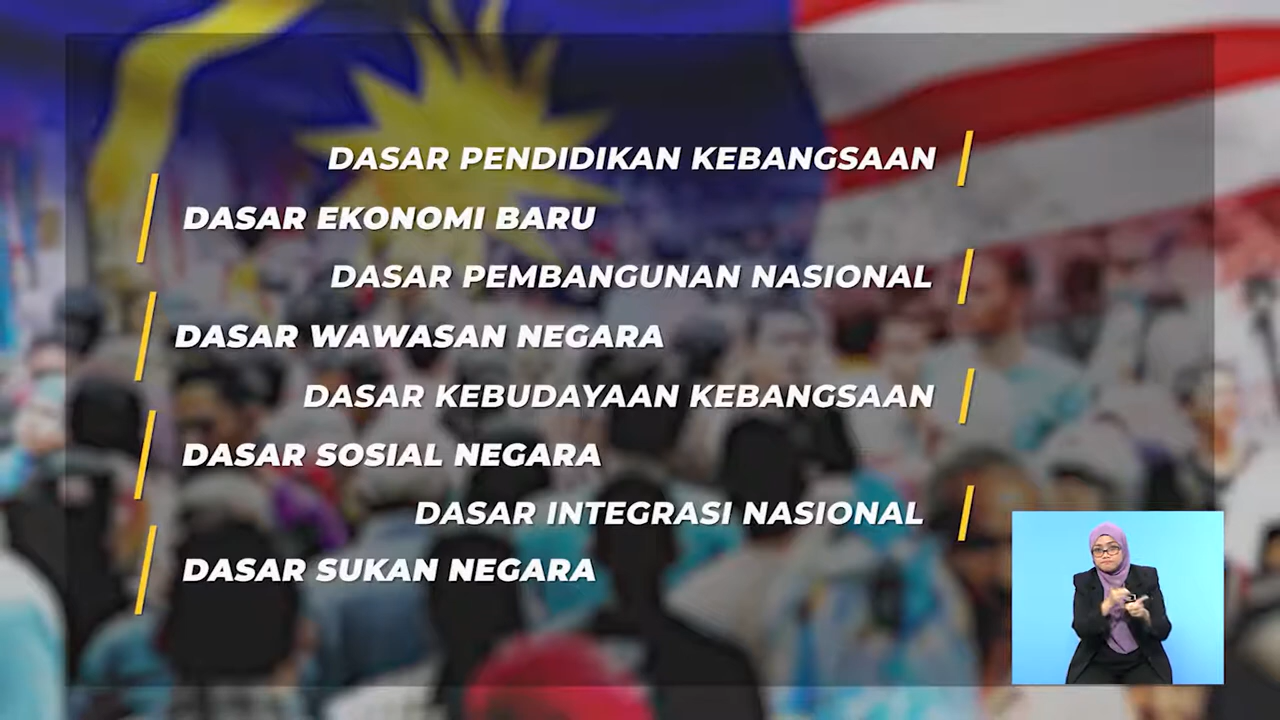 DASAR PENDIDIKAN KEBANGSAAN
DASAR EKONOMI BARU
DASAR PEMBANGUNAN NASIONAL
DASAR WAWASAN NEGARA
DASAR KEBUDAYAAN KEBANGSAAN
DASAR SOSIAL NEGARA
DASAR INTEGRASI NASIONAL
DASAR SUKAN NEGARA